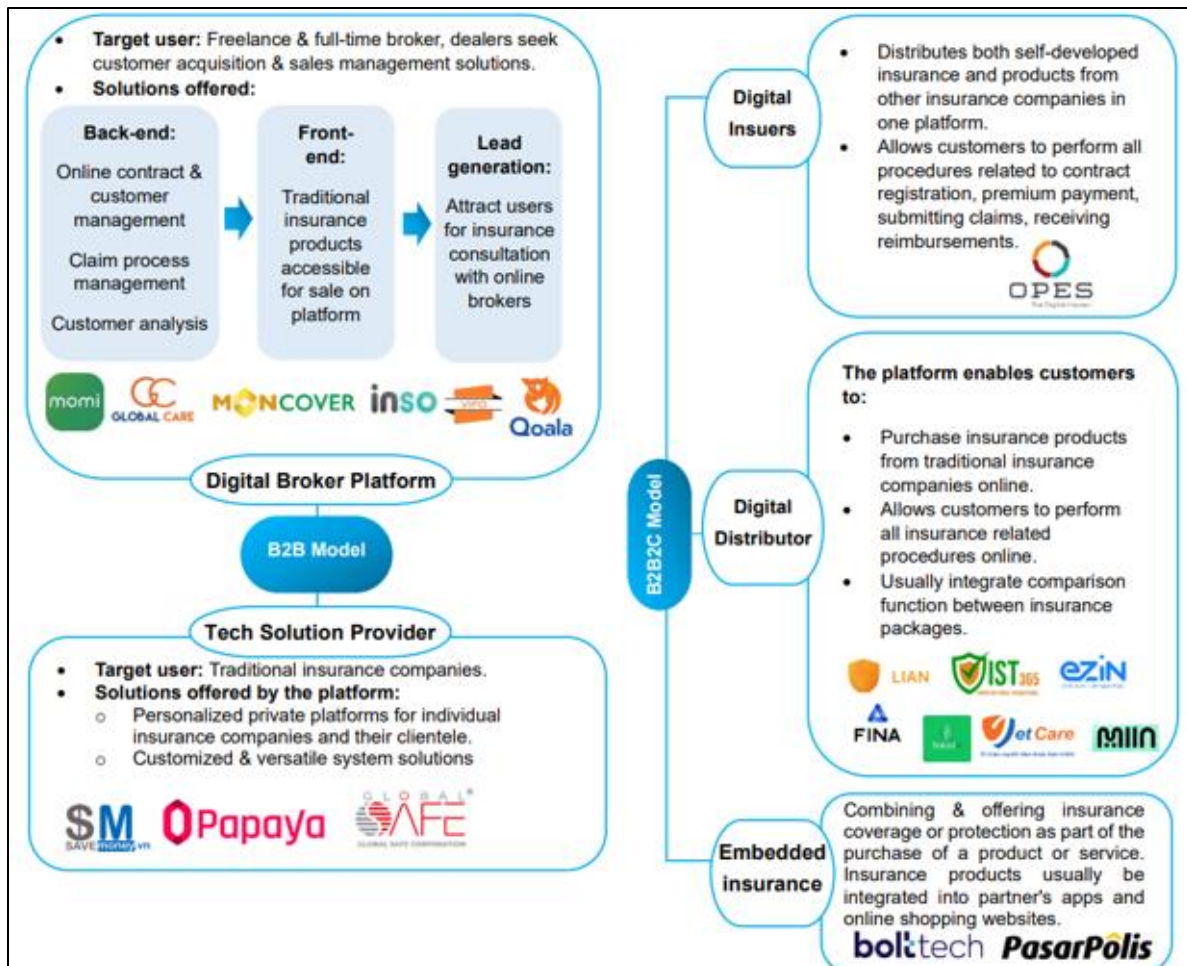 • Target user: Freelance & full-time broker, dealers seek
customer acquisition & sales management solutions.
• Solutions offered:
Back-end:
Online contract &
customer
management
Claim process
management
Customer analysis
Front-
end:
Traditional
insurance
products
accessible
for sale on
platform
Lead
generation:
Attract users
for insurance
consultation
with online
brokers
momi
GC
GLOBAL CARE
MONCOVER
inso
VIFO
Qoala
Digital Broker Platform
B2B Model
Tech Solution Provider
• Target user: Traditional insurance companies.
• Solutions offered by the platform:
o Personalized private platforms for individual
insurance companies and their clientele.
o Customized & versatile system solutions
SM
SAVEmoney.vn
Papaya
GLOBAL®
SAFE
GLOBAL SAFE CORPORATION
B2B2C Model
Digital
Insuers
• Distributes both self-developed
insurance and products from
other insurance companies in
one platform.
• Allows customers to perform all
procedures related to contract
registration, premium payment,
submitting claims, receiving
reimbursements.
OPES
Digital
Distributor
The platform enables customers
to:
• Purchase insurance products
from traditional insurance
companies online.
• Allows customers to perform
all insurance related
procedures online.
• Usually integrate comparison
function between insurance
packages.
LIAN
IST365
eZiN
FINA
etCare
MIIN
Embedded
insurance
Combining & offering insurance
coverage or protection as part of the
purchase of a product or service.
Insurance products usually be
integrated into partner's apps and
online shopping websites.
bolttech
PasarPôlis